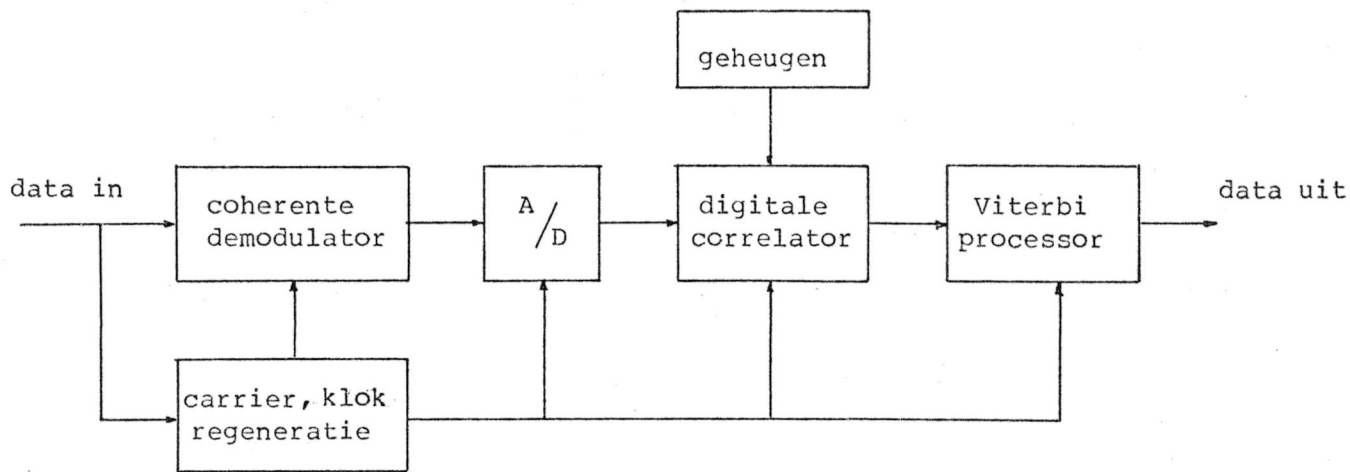 geheugen
data in
coherente
demodulator
A
/D
digitale
correlator
Viterbi
processor
data uit
carrier, klok
regeneratie